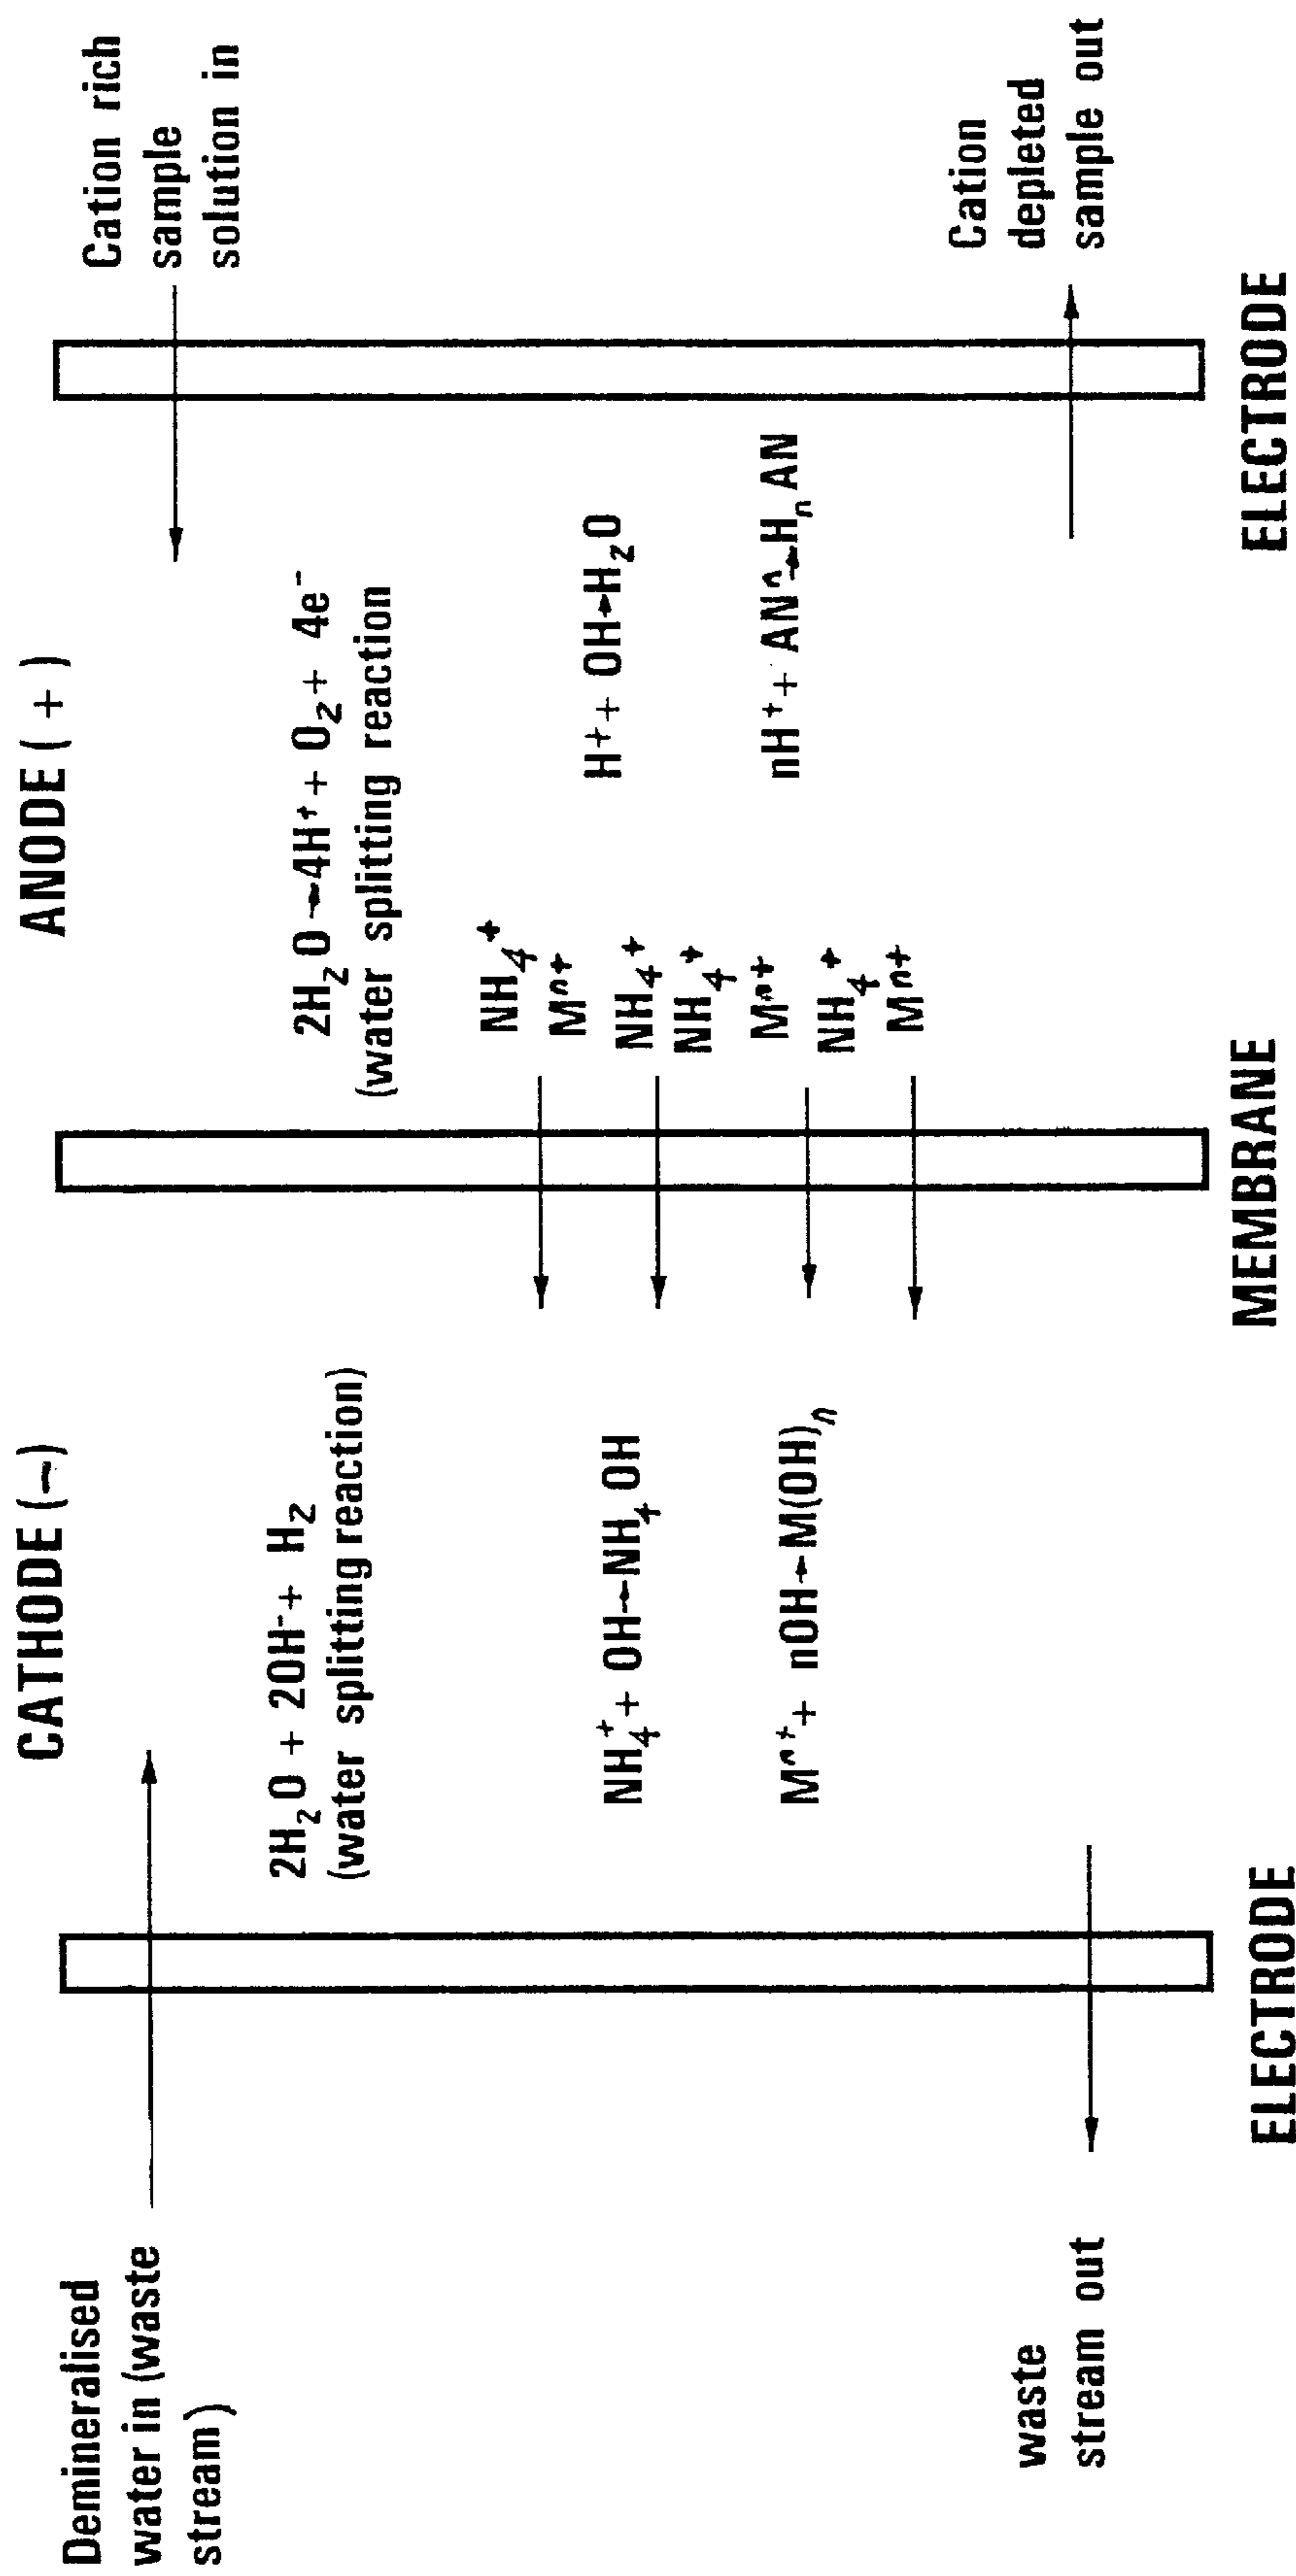 CATHODE (−)
ANODE (+)
Demineralised
water in (waste
stream)
2H₂O + 2OH⁻+ H₂
(water splitting reaction)
NH₄⁺+ OH→NH₄ OH
Mⁿ⁺+ nOH→M(OH)ₙ
waste
stream out
NH₄⁺
Mⁿ⁺
NH₄⁺
NH₄⁺
Mⁿ⁺
NH₄⁺
Mⁿ⁺
2H₂O→4H⁺+ O₂+ 4e⁻
(water splitting reaction
H⁺+ OH→H₂O
nH⁺+ ANⁿ→HₙAN
Cation rich
sample
solution in
Cation
depleted
sample out
ELECTRODE
MEMBRANE
ELECTRODE